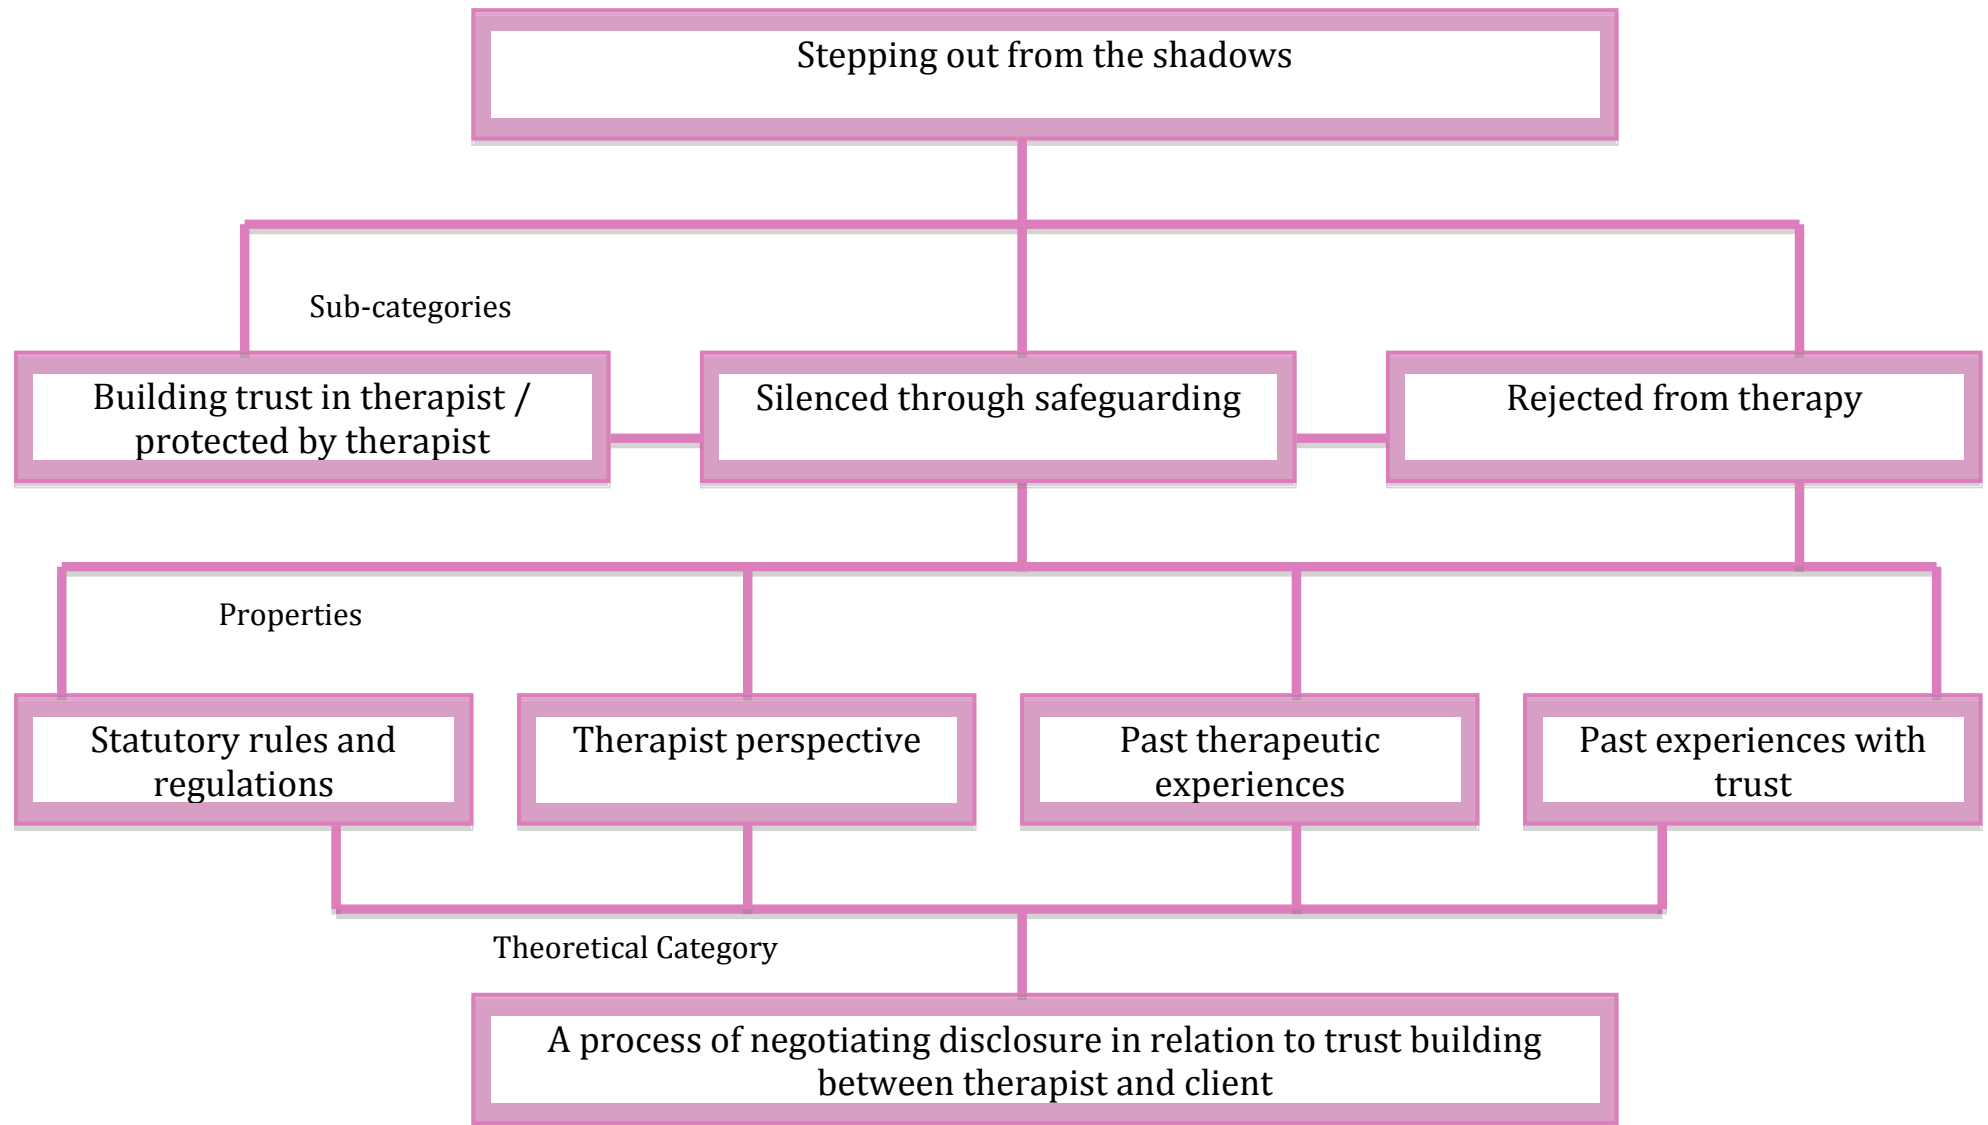 Stepping out from the shadows
Sub-categories
Building trust in therapist /
protected by therapist
Silenced through safeguarding
Rejected from therapy
Properties
Statutory rules and
regulations
Therapist perspective
Past therapeutic
experiences
Past experiences with
trust
Theoretical Category
A process of negotiating disclosure in relation to trust building
between therapist and client